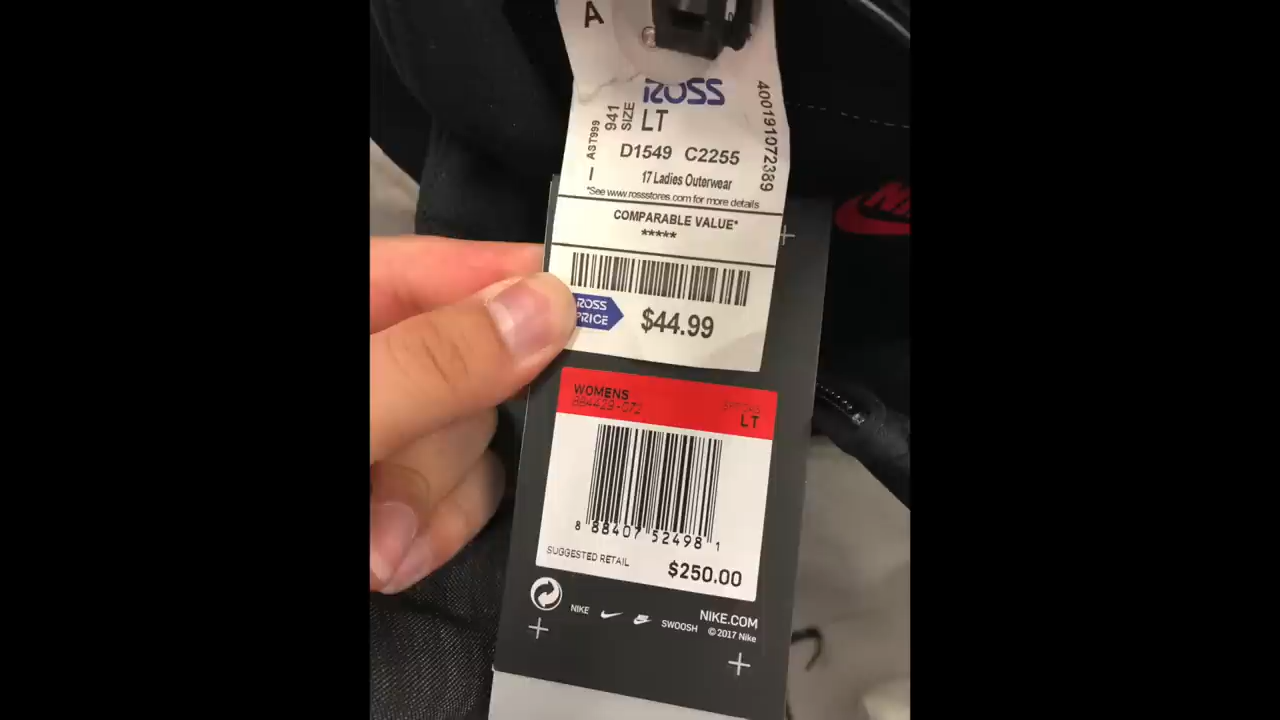 A
ROSS
AST999
941
SIZE
LT
400191072389
I
D1549 C2255
17 Ladies Outerwear
*See www.rossstores.com for more details
COMPARABLE VALUE*
*****
ROSS
PRICE
$44.99
WOMENS
884429-072
LT
8 88407 52498 1
SUGGESTED RETAIL
$250.00
NIKE
SWOOSH
NIKE.COM
© 2017 Nike